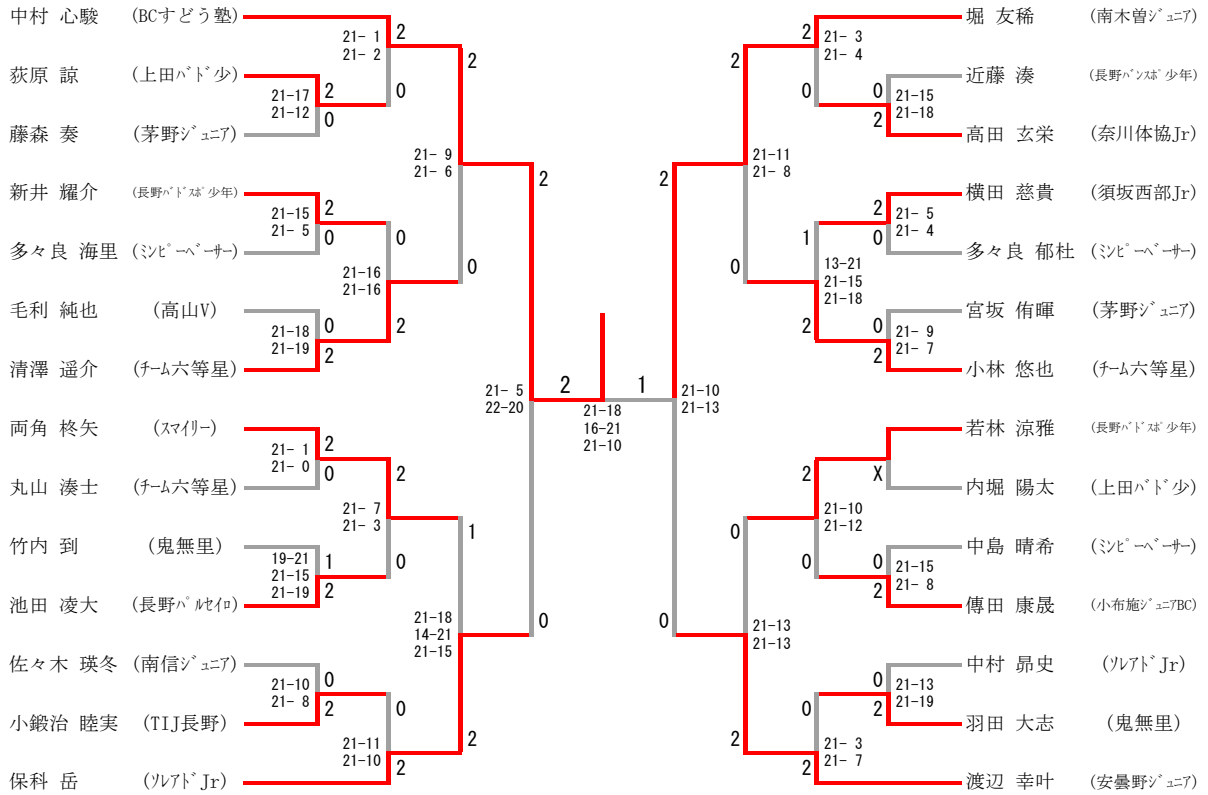 中村 心駿 (BCすどう塾)
荻原 諒 (上田バド少)
藤森 奏 (茅野ジュニア)
新井 耀介 (長野バドスポ少年)
多々良 海里 (ミンピーベーサー)
毛利 純也 (高山V)
清澤 遥介 (チーム六等星)
両角 柊矢 (スマイリー)
丸山 湊士 (チーム六等星)
竹内 到 (鬼無里)
池田 凌大 (長野パルセイロ)
佐々木 瑛冬 (南信ジュニア)
小鍛治 睦実 (TIJ長野)
保科 岳 (ソレアドJr)
21- 1 2
21- 2
0
21-17 2
21-12 0
21-15 2
21- 5 0
21-18 0
21-19 2
21-16 0
21-16 2
21- 9 2
21- 6 0
21- 1 2
21- 0 0
19-21 1
21-15 2
21-19
21- 7 2
21- 3 0
21-10 0
21- 8 2
21-11 0
21-10 2
21-18 1
14-21 2
21-15
21- 5 2
22-20 0
2 1
21-18
16-21
21-10
堀 友稀 (南木曽ジュニア)
近藤 湊 (長野バンスポ少年)
高田 玄栄 (奈川体協Jr)
横田 慈貴 (須坂西部Jr)
多々良 郁杜 (ミンピーベーサー)
宮坂 侑暉 (茅野ジュニア)
小林 悠也 (チーム六等星)
若林 涼雅 (長野バドスポ少年)
内堀 陽太 (上田バド少)
中島 晴希 (ミンピーベーサー)
傳田 康晟 (小布施ジュニアBC)
中村 昴史 (ソレアドJr)
羽田 大志 (鬼無里)
渡辺 幸叶 (安曇野ジュニア)
2 21- 3
0 21- 4
0 21-15
2 21-18
2 21- 5
0 21- 4
0 21- 9
2 21- 7
1 13-21
2 21-15
21-18
2 21-11
0 21- 8
X
0 21-15
2 21- 8
2 21-10
0 21-12
0 21-13
2 21-19
0 21- 3
2 21- 7
0 21-13
2 21-13
2 21-10
0 21-13